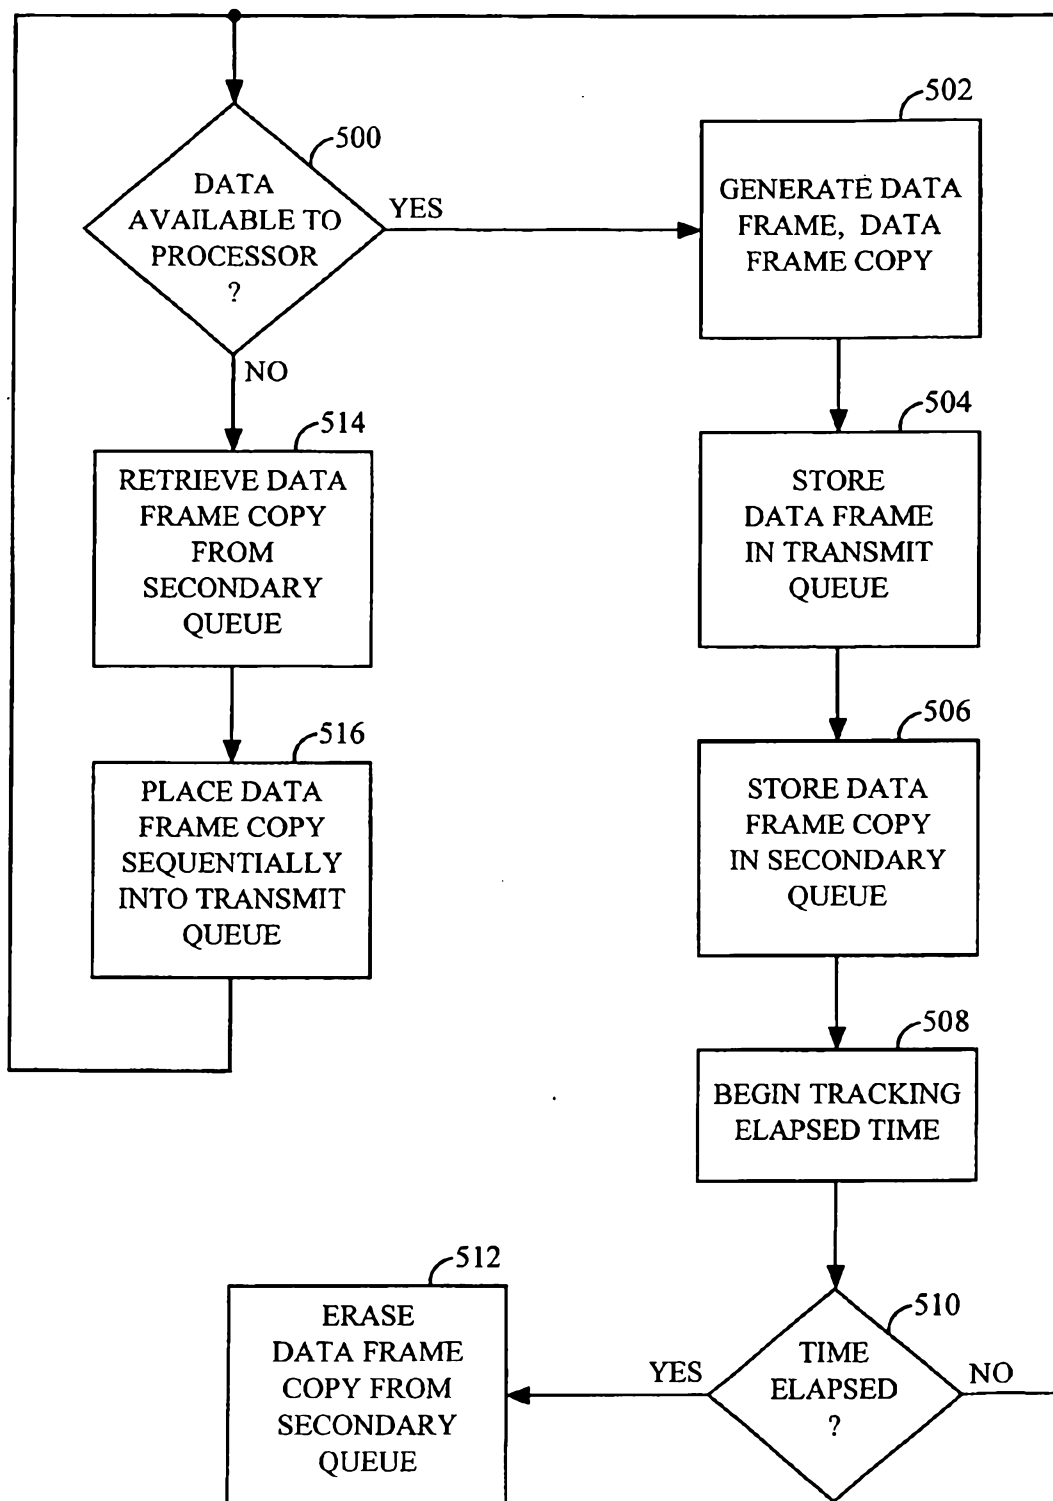 500
DATA
AVAILABLE TO
PROCESSOR
?
YES
NO
502
GENERATE DATA
FRAME, DATA
FRAME COPY
504
STORE
DATA FRAME
IN TRANSMIT
QUEUE
506
STORE DATA
FRAME COPY
IN SECONDARY
QUEUE
508
BEGIN TRACKING
ELAPSED TIME
510
TIME
ELAPSED
?
YES
NO
512
ERASE
DATA FRAME
COPY FROM
SECONDARY
QUEUE
514
RETRIEVE DATA
FRAME COPY
FROM
SECONDARY
QUEUE
516
PLACE DATA
FRAME COPY
SEQUENTIALLY
INTO TRANSMIT
QUEUE